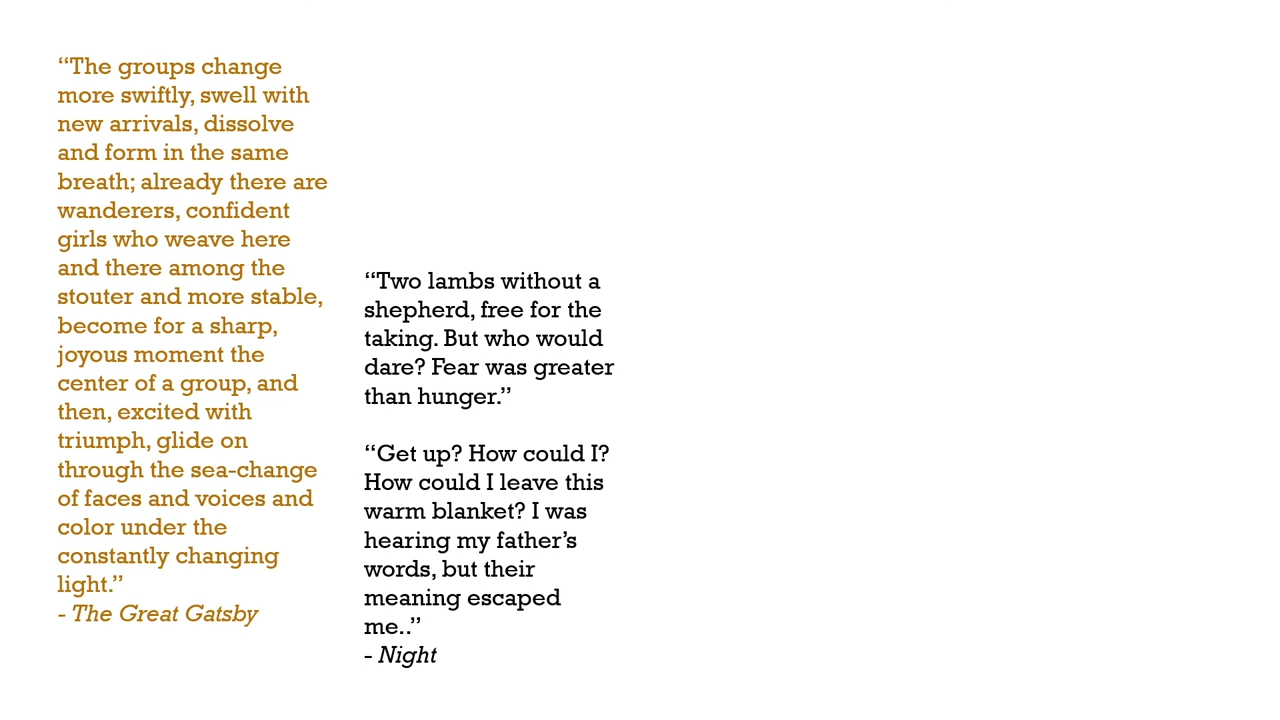 “The groups change
more swiftly, swell with
new arrivals, dissolve
and form in the same
breath; already there are
wanderers, confident
girls who weave here
and there among the
stouter and more stable,
become for a sharp,
joyous moment the
center of a group, and
then, excited with
triumph, glide on
through the sea-change
of faces and voices and
color under the
constantly changing
light.”
- The Great Gatsby
“Two lambs without a
shepherd, free for the
taking. But who would
dare? Fear was greater
than hunger.”
“Get up? How could I?
How could I leave this
warm blanket? I was
hearing my father’s
words, but their
meaning escaped
me..”
- Night